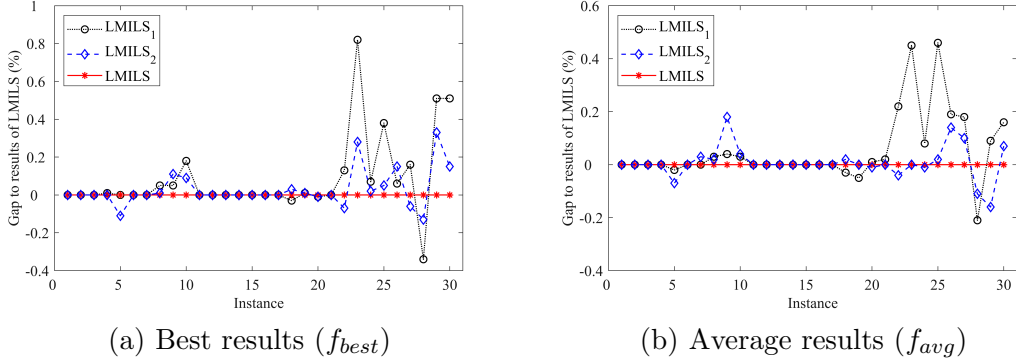 1
0.8
0.6
0.4
0.2
0
-0.2
-0.4
Gap to results of LMILS (%)
LMILS₁
LMILS₂
LMILS
0 5 10 15 20 25 30
Instance
(a) Best results (f_best)
0.6
0.4
0.2
0
-0.2
-0.4
Gap to results of LMILS (%)
LMILS₁
LMILS₂
LMILS
0 5 10 15 20 25 30
Instance
(b) Average results (f_avg)